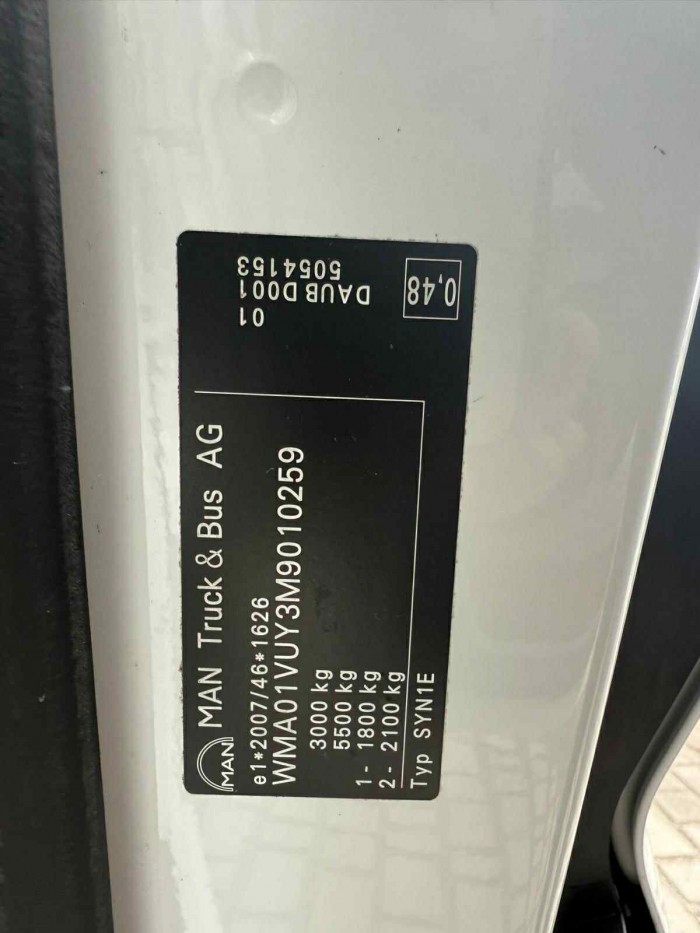 MAN
MAN Truck & Bus AG
e1*2007/46*1626
WMA01VUY3M9010259
3000 kg
5500 kg
1- 1800 kg
2- 2100 kg
Typ SYN1E
01
DAUB D001
5054153
0,48